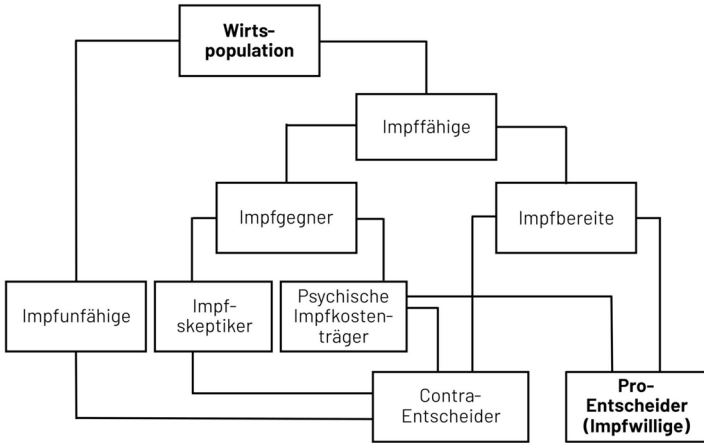 Wirts-
population
Impffähige
Impfgegner
Impfbereite
Impfunfähige
Impf-
skeptiker
Psychische
Impfkosten-
träger
Contra-
Entscheider
Pro-
Entscheider
(Impfwillige)